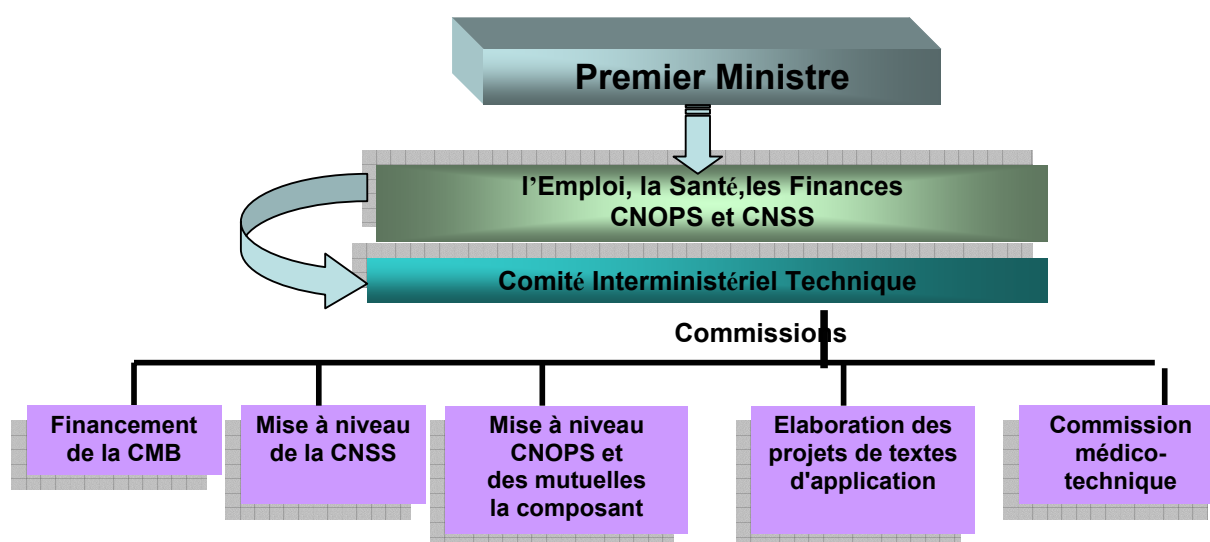 Premier Ministre
l'Emploi, la Santé,les Finances
CNOPS et CNSS
Comité Interministériel Technique
Commissions
Financement
de la CMB
Mise à niveau
de la CNSS
Mise à niveau
CNOPS et
des mutuelles
la composant
Elaboration des
projets de textes
d'application
Commission
médico-
technique